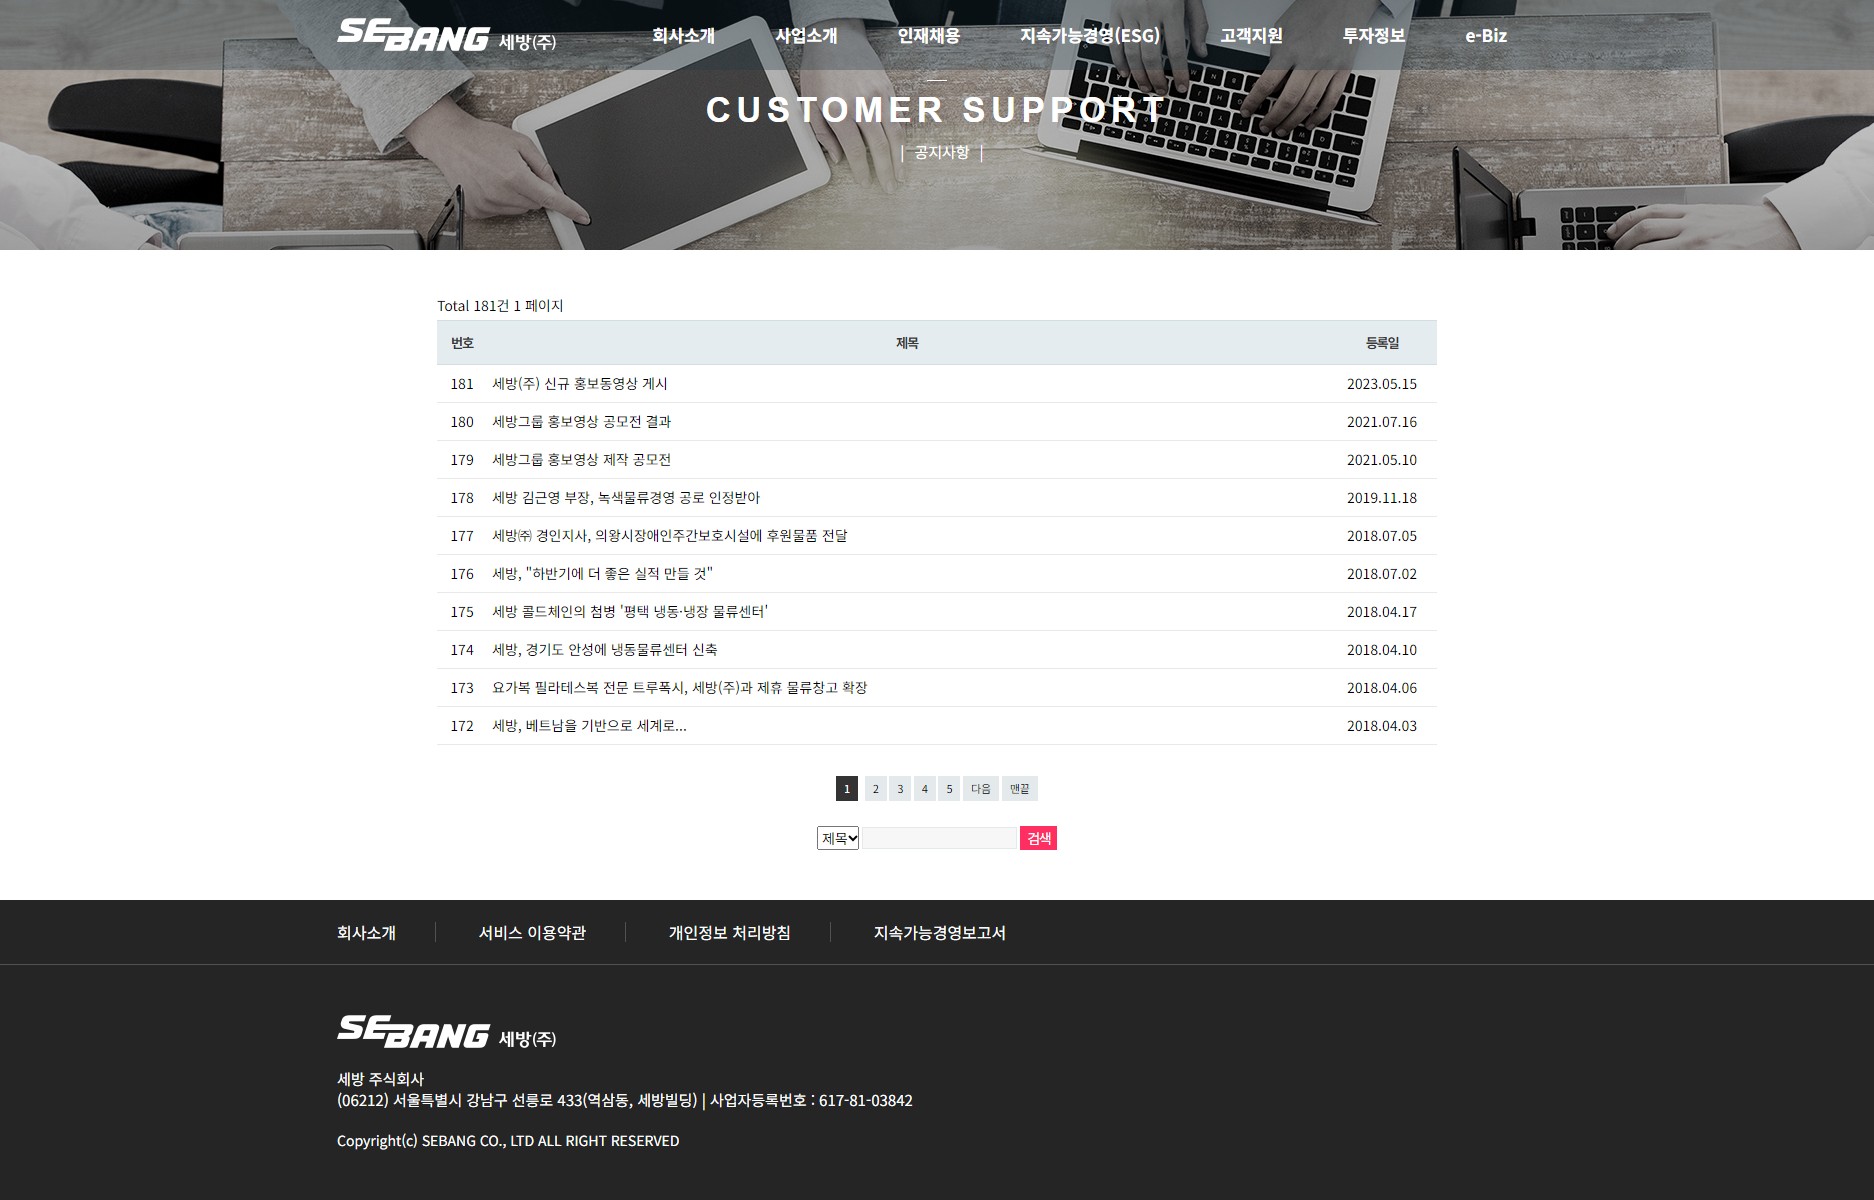 SEBANG 세방(주) 회사소개 사업소개 인재채용 지속가능경영(ESG) 고객지원 투자정보 e-Biz
CUSTOMER SUPPORT
| 공지사항 |
Total 181건 1 페이지
번호 제목 등록일
181 세방(주) 신규 홍보동영상 게시 2023.05.15
180 세방그룹 홍보영상 공모전 결과 2021.07.16
179 세방그룹 홍보영상 제작 공모전 2021.05.10
178 세방 김근영 부장, 녹색물류경영 공로 인정받아 2019.11.18
177 세방㈜ 경인지사, 의왕시장애인주간보호시설에 후원물품 전달 2018.07.05
176 세방, "하반기에 더 좋은 실적 만들 것" 2018.07.02
175 세방 콜드체인의 첨병 '평택 냉동·냉장 물류센터' 2018.04.17
174 세방, 경기도 안성에 냉동물류센터 신축 2018.04.10
173 요가복 필라테스복 전문 트루폭시, 세방(주)과 제휴 물류창고 확장 2018.04.06
172 세방, 베트남을 기반으로 세계로... 2018.04.03
1 2 3 4 5 다음 맨끝
제목 검색
회사소개 서비스 이용약관 개인정보 처리방침 지속가능경영보고서
SEBANG 세방(주)
세방 주식회사
(06212) 서울특별시 강남구 선릉로 433(역삼동, 세방빌딩) | 사업자등록번호 : 617-81-03842
Copyright(c) SEBANG CO., LTD ALL RIGHT RESERVED